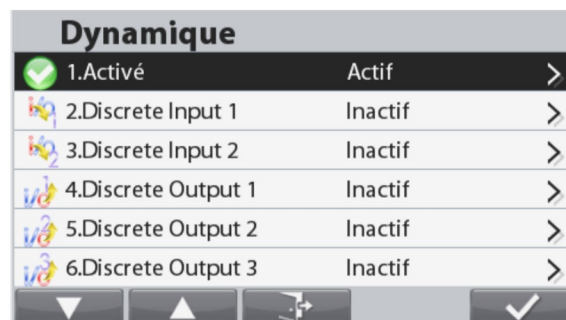 Dynamique
1.Activé Actif
2.Discrete Input 1 Inactif
3.Discrete Input 2 Inactif
4.Discrete Output 1 Inactif
5.Discrete Output 2 Inactif
6.Discrete Output 3 Inactif